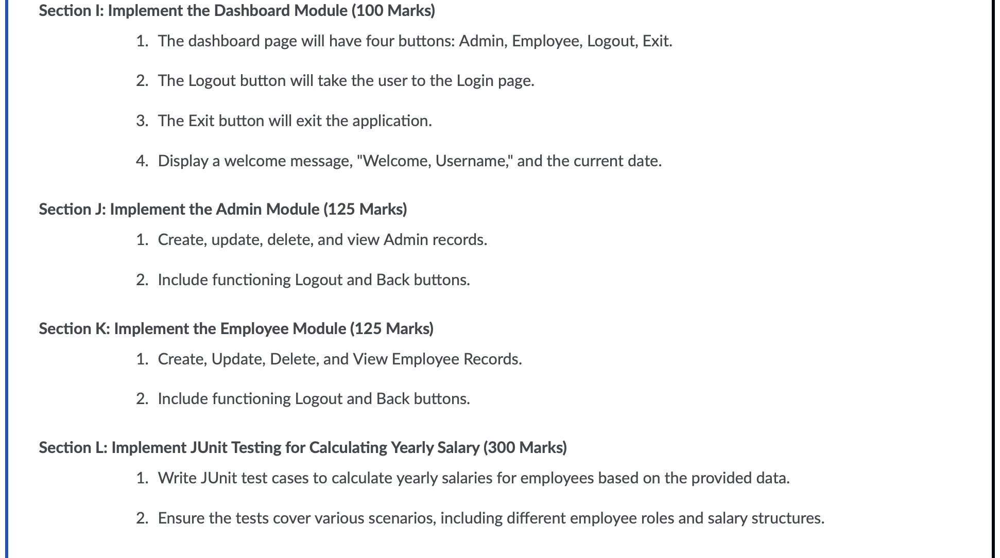 Section I: Implement the Dashboard Module (100 Marks)
1. The dashboard page will have four buttons: Admin, Employee, Logout, Exit.
2. The Logout button will take the user to the Login page.
3. The Exit button will exit the application.
4. Display a welcome message, "Welcome, Username," and the current date.
Section J: Implement the Admin Module (125 Marks)
1. Create, update, delete, and view Admin records.
2. Include functioning Logout and Back buttons.
Section K: Implement the Employee Module (125 Marks)
1. Create, Update, Delete, and View Employee Records.
2. Include functioning Logout and Back buttons.
Section L: Implement JUnit Testing for Calculating Yearly Salary (300 Marks)
1. Write JUnit test cases to calculate yearly salaries for employees based on the provided data.
2. Ensure the tests cover various scenarios, including different employee roles and salary structures.